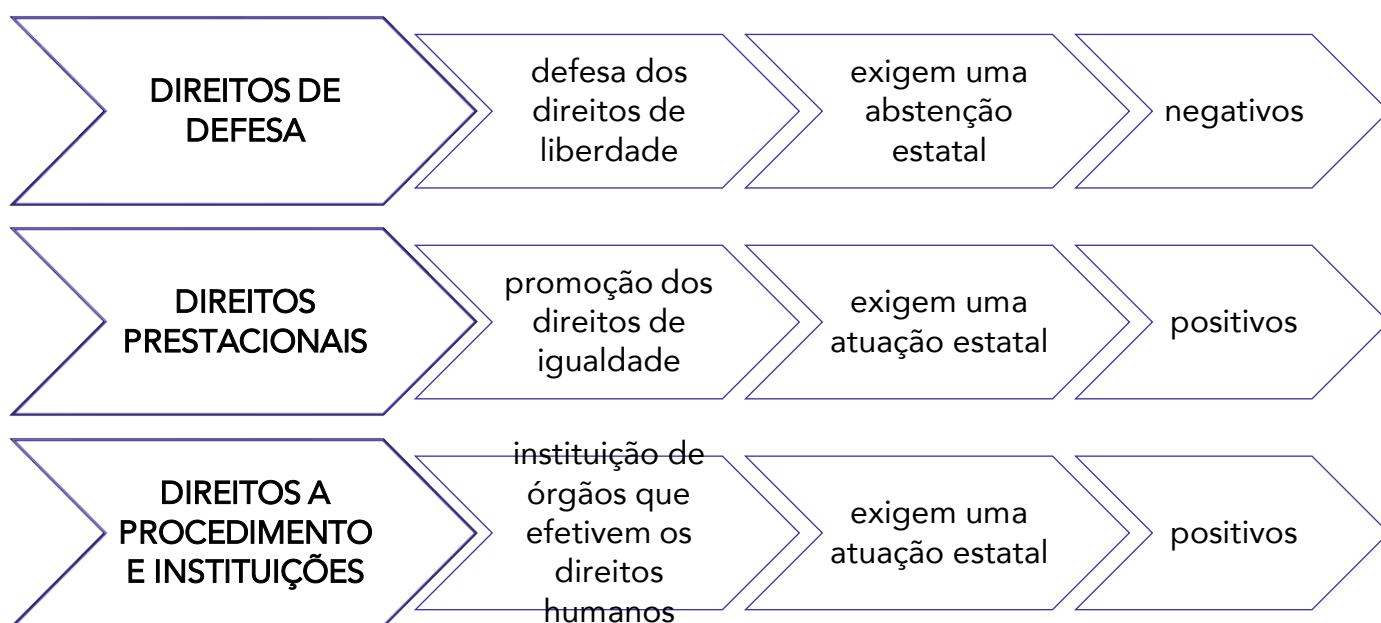 DIREITOS DE
DEFESA
defesa dos
direitos de
liberdade
exigem uma
abstenção
estatal
negativos
DIREITOS
PRESTACIONAIS
promoção dos
direitos de
igualdade
exigem uma
atuação estatal
positivos
DIREITOS A
PROCEDIMENTO
E INSTITUIÇÕES
instituição de
órgãos que
efetivem os
direitos
humanos
exigem uma
atuação estatal
positivos